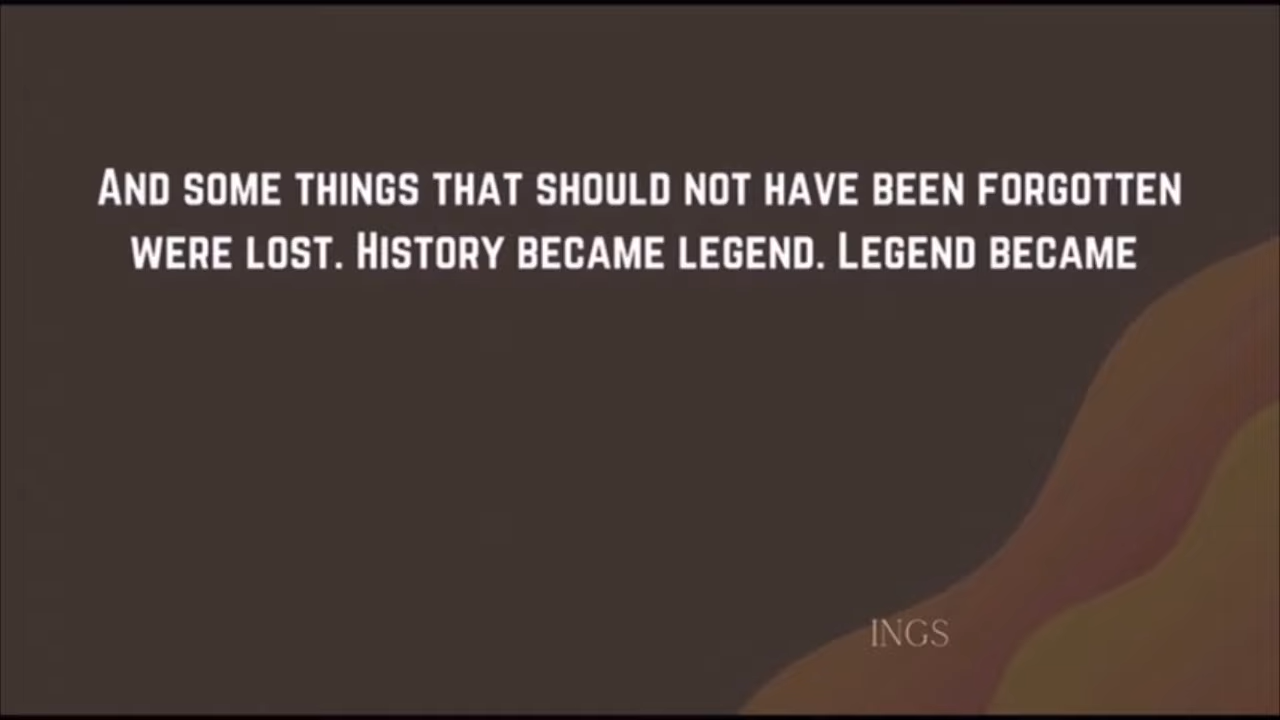 And some things that should not have been forgotten
were lost. History became legend. Legend became
INGS